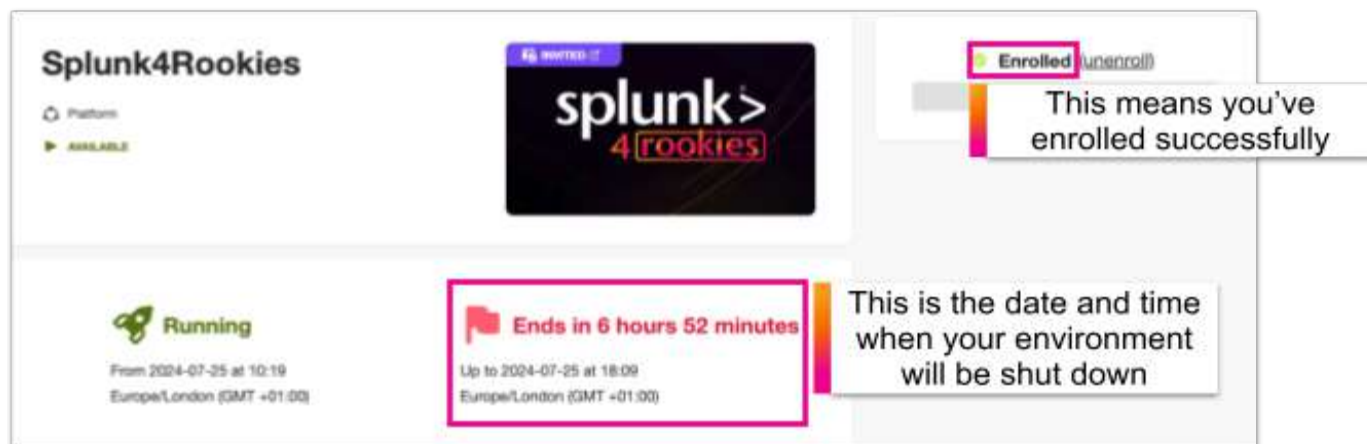 Splunk4Rookies
Platform
AVAILABLE
INVITED
splunk>
4rookies
Enrolled (unenroll)
This means you've
enrolled successfully
Running
From 2024-07-25 at 10:19
Europe/London (GMT +01:00)
Ends in 6 hours 52 minutes
Up to 2024-07-25 at 18:09
Europe/London (GMT +01:00)
This is the date and time
when your environment
will be shut down